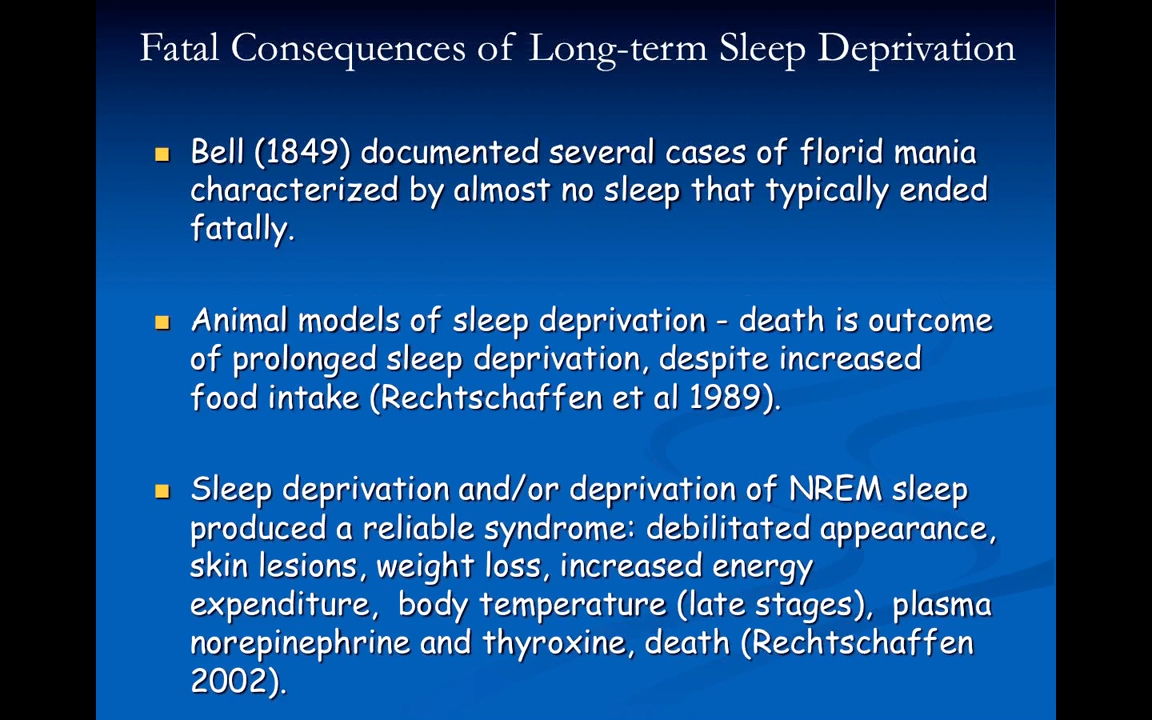 Fatal Consequences of Long-term Sleep Deprivation
Bell (1849) documented several cases of florid mania
characterized by almost no sleep that typically ended
fatally.
Animal models of sleep deprivation - death is outcome
of prolonged sleep deprivation, despite increased
food intake (Rechtschaffen et al 1989).
Sleep deprivation and/or deprivation of NREM sleep
produced a reliable syndrome: debilitated appearance,
skin lesions, weight loss, increased energy
expenditure, body temperature (late stages), plasma
norepinephrine and thyroxine, death (Rechtschaffen
2002).